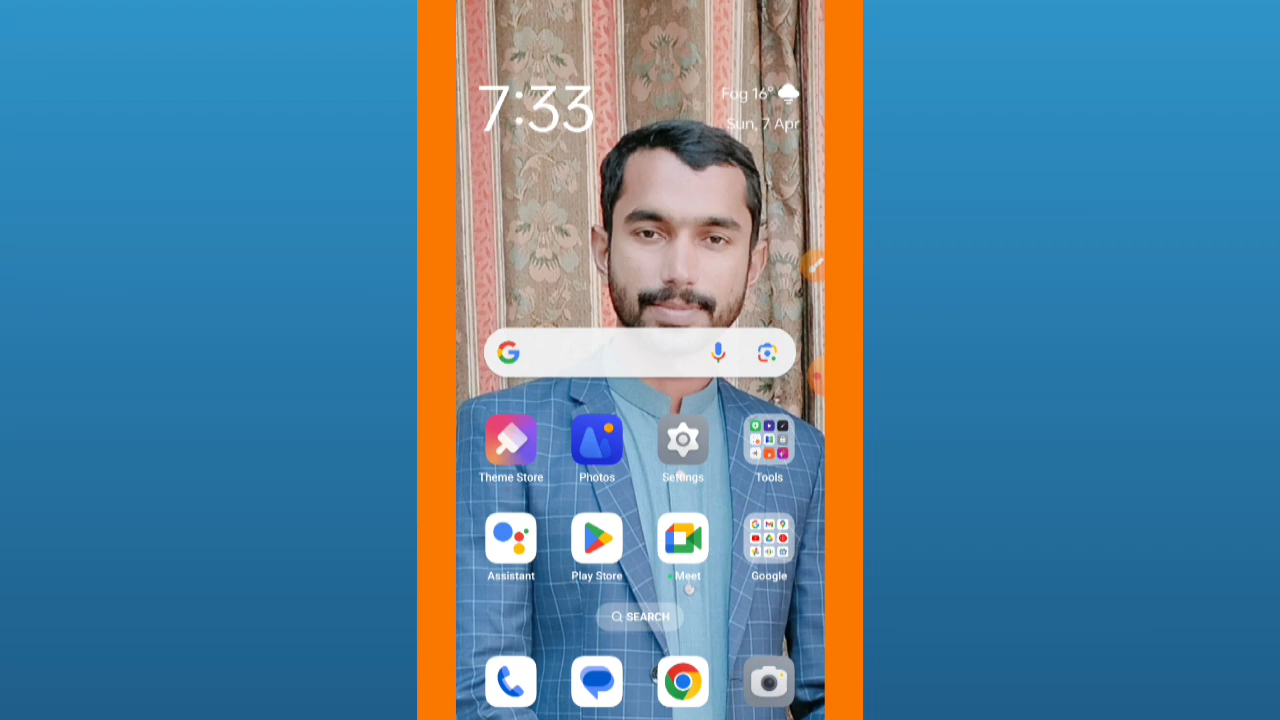 7:33
Fog 16°
Sun, 7 Apr
Theme Store
Photos
Settings
Tools
Assistant
Play Store
Meet
Google
SEARCH